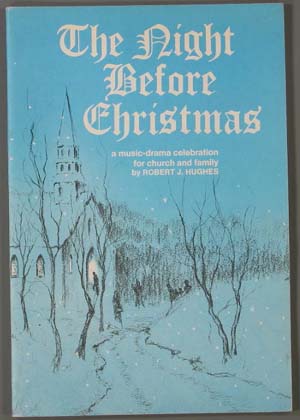 The Night
Before
Christmas
a music-drama celebration
for church and family
by ROBERT J. HUGHES